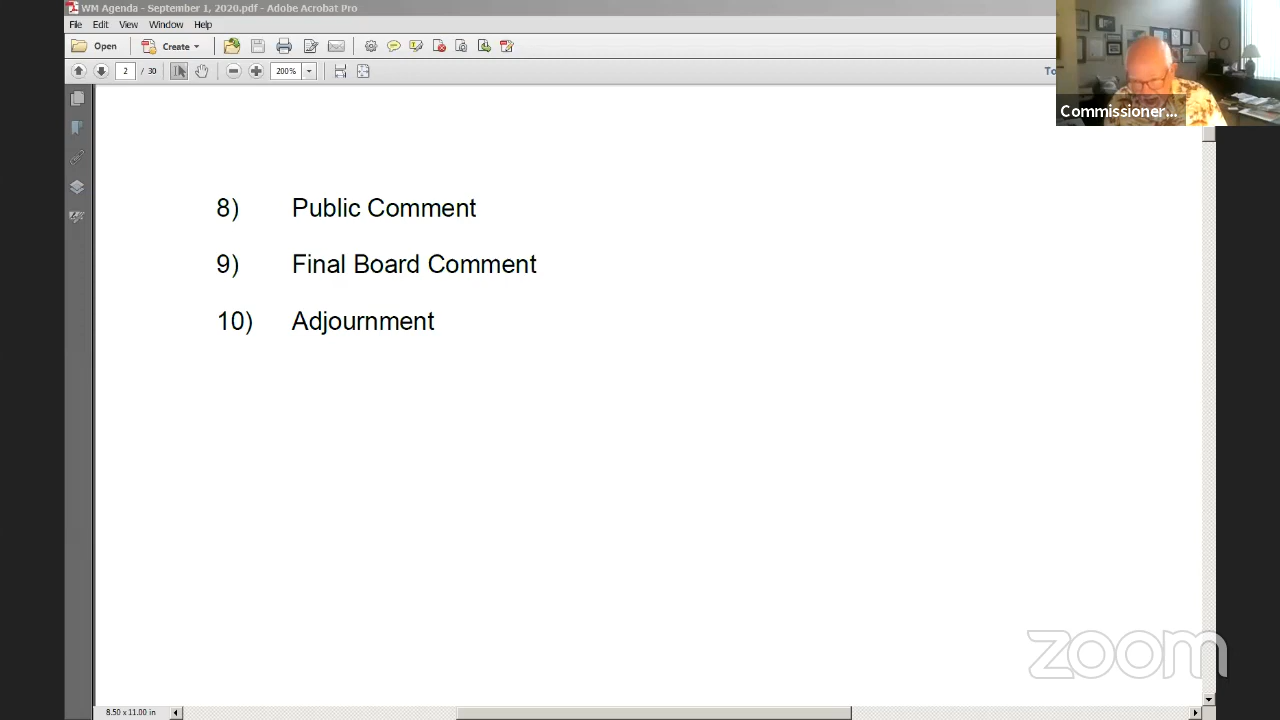 WM Agenda - September 1, 2020.pdf - Adobe Acrobat Pro
File Edit View Window Help
Open Create
2 / 30 200% To
Commissioner...
8) Public Comment
9) Final Board Comment
10) Adjournment
zoom
8.50 x 11.00 in